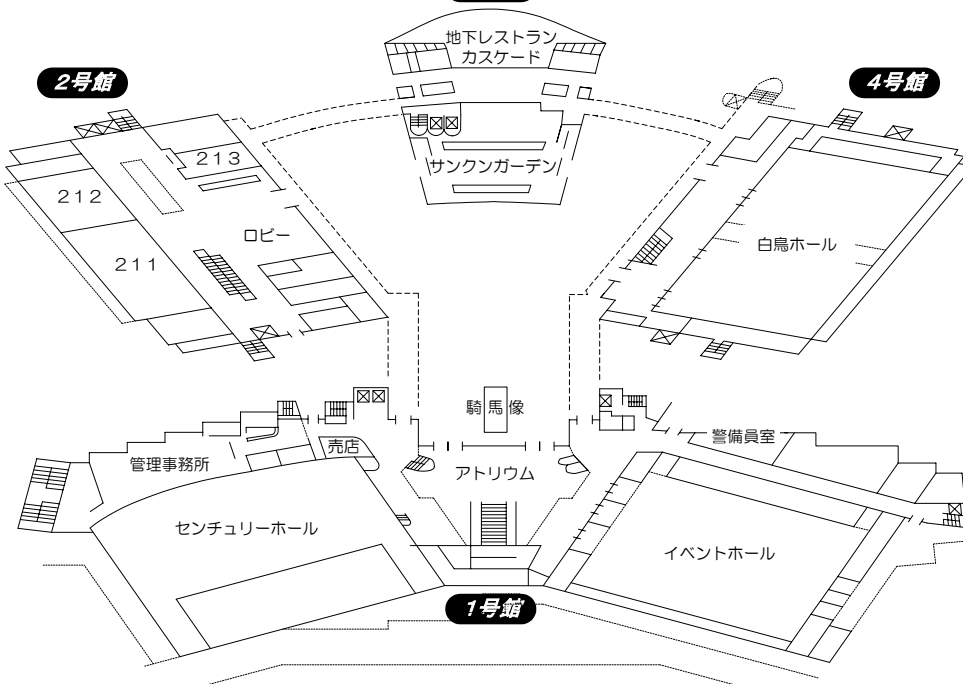 地下レストラン
カスケード
2号館
4号館
213
サンクンガーデン
212
ロビー
白鳥ホール
211
騎馬像
売店
警備員室
管理事務所
アトリウム
センチュリーホール
イベントホール
1号館